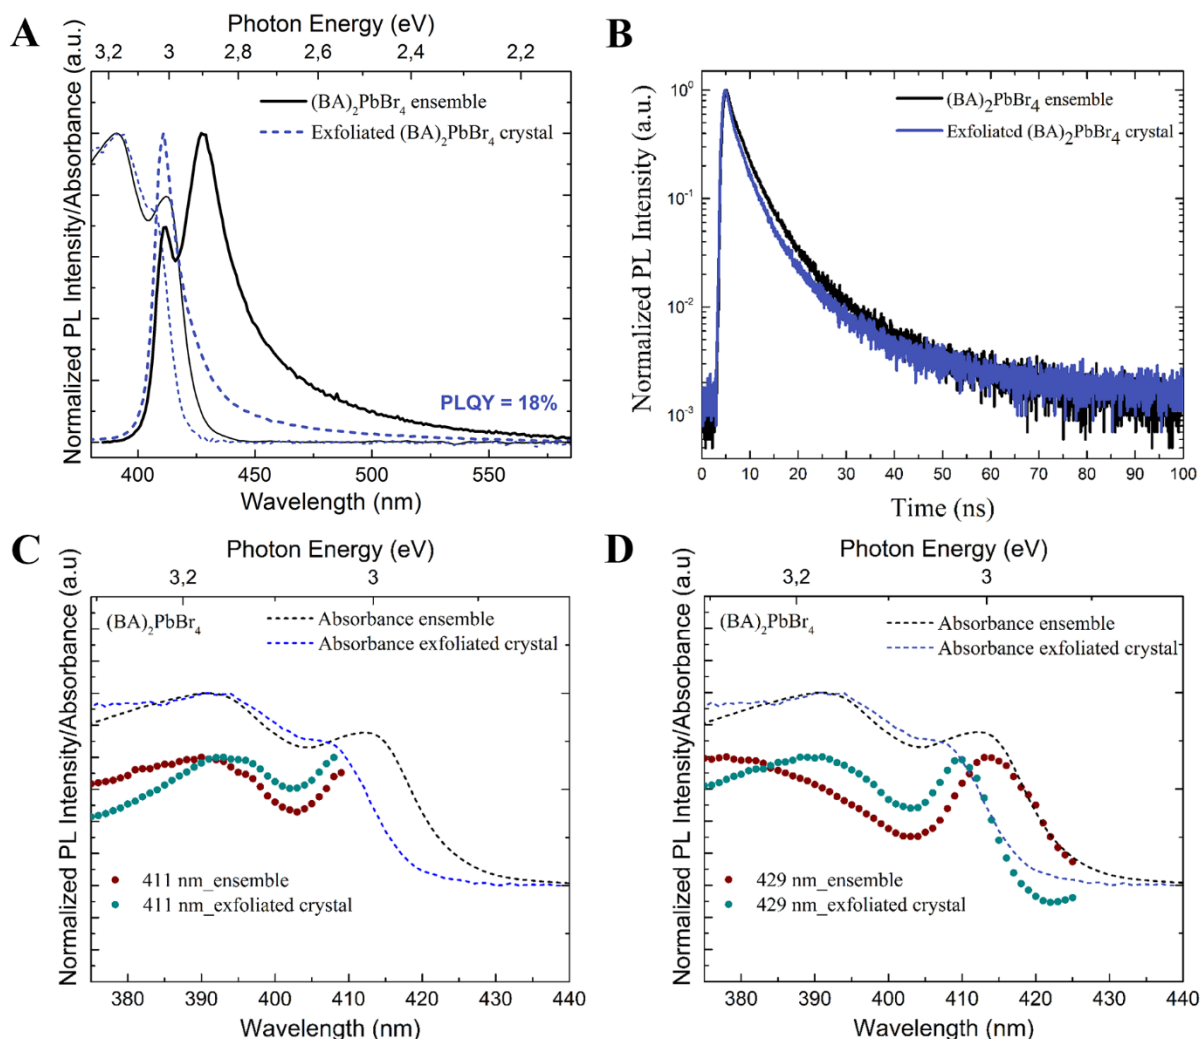 A
Photon Energy (eV)
3,2 3 2,8 2,6 2,4 2,2
Normalized PL Intensity/Absorbance (a.u.)
(BA)2PbBr4 ensemble
Exfoliated (BA)2PbBr4 crystal
PLQY = 18%
400 450 500 550
Wavelength (nm)
B
Normalized PL Intensity (a.u.)
10^0
10^-1
10^-2
10^-3
(BA)2PbBr4 ensemble
Exfoliated (BA)2PbBr4 crystal
0 10 20 30 40 50 60 70 80 90 100
Time (ns)
C
Photon Energy (eV)
3,2 3
Normalized PL Intensity/Absorbance (a.u)
(BA)2PbBr4
Absorbance ensemble
Absorbance exfoliated crystal
411 nm_ensemble
411 nm_exfoliated crystal
380 390 400 410 420 430 440
Wavelength (nm)
D
Photon Energy (eV)
3,2 3
Normalized PL Intensity/Absorbance (a.u)
(BA)2PbBr4
Absorbance ensemble
Absorbance exfoliated crystal
429 nm_ensemble
429 nm_exfoliated crystal
380 390 400 410 420 430 440
Wavelength (nm)